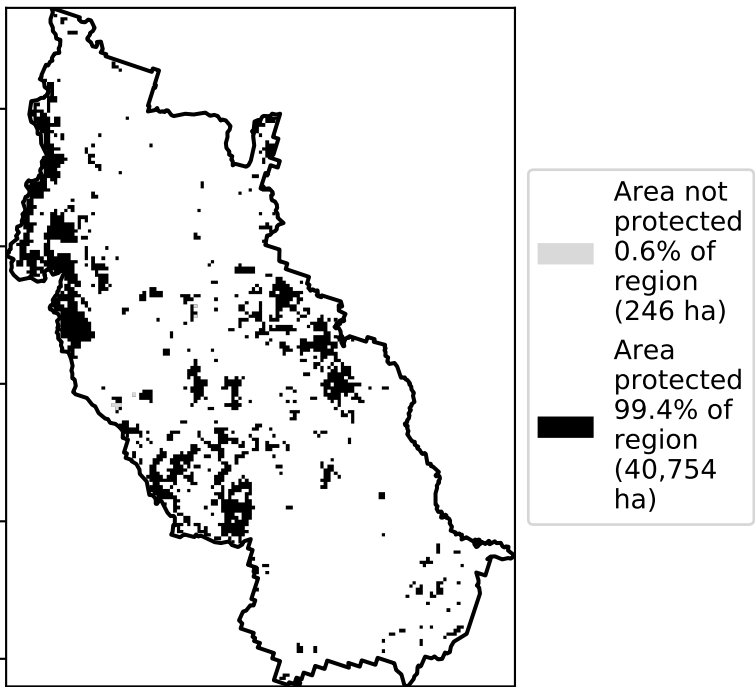 Area not
protected
0.6% of
region
(246 ha)
Area
protected
99.4% of
region
(40,754
ha)